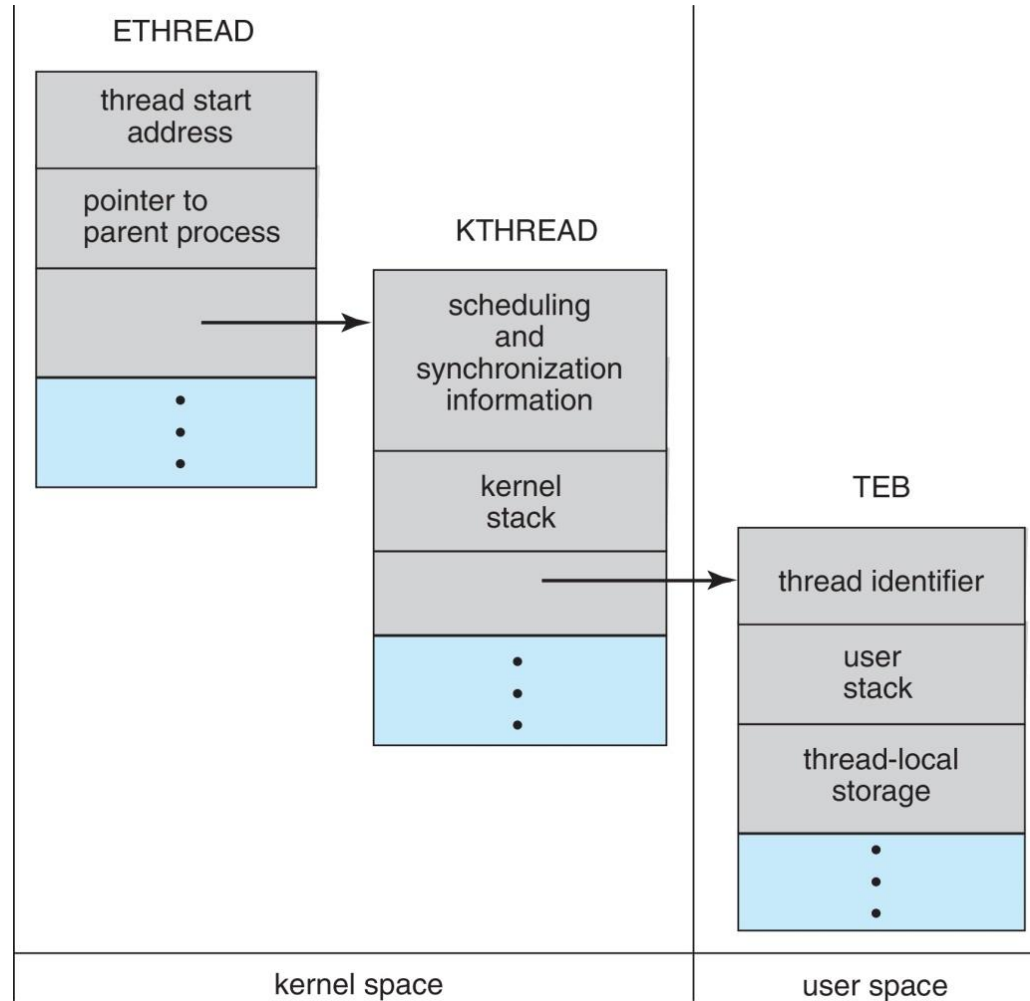 ETHREAD
thread start
address
pointer to
parent process
KTHREAD
scheduling
and
synchronization
information
kernel
stack
TEB
thread identifier
user
stack
thread-local
storage
kernel space
user space